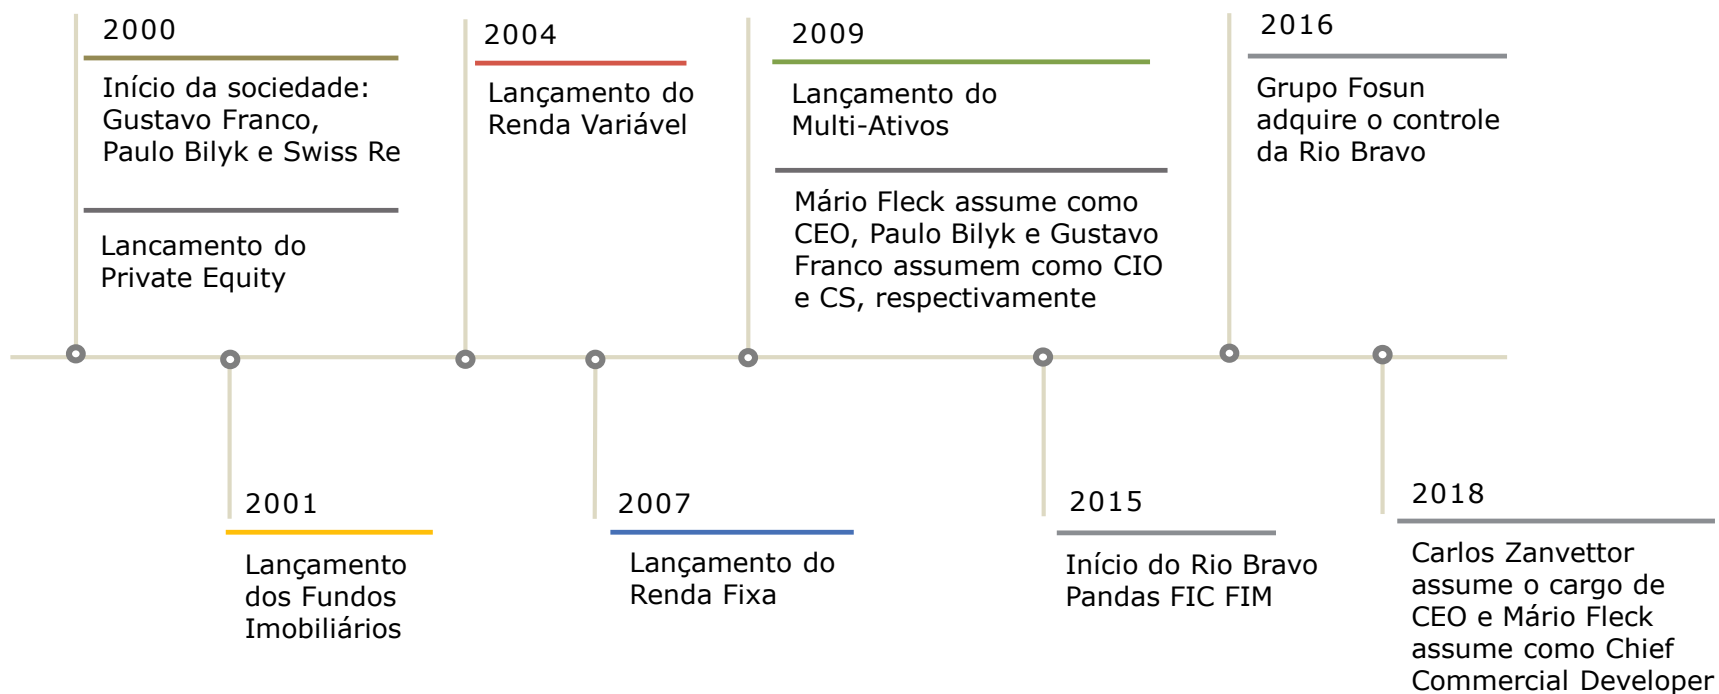 2000
Início da sociedade:
Gustavo Franco,
Paulo Bilyk e Swiss Re
Lancamento do
Private Equity
2001
Lançamento
dos Fundos
Imobiliários
2004
Lançamento do
Renda Variável
2007
Lançamento do
Renda Fixa
2009
Lançamento do
Multi-Ativos
Mário Fleck assume como
CEO, Paulo Bilyk e Gustavo
Franco assumem como CIO
e CS, respectivamente
2015
Início do Rio Bravo
Pandas FIC FIM
2016
Grupo Fosun
adquire o controle
da Rio Bravo
2018
Carlos Zanvettor
assume o cargo de
CEO e Mário Fleck
assume como Chief
Commercial Developer